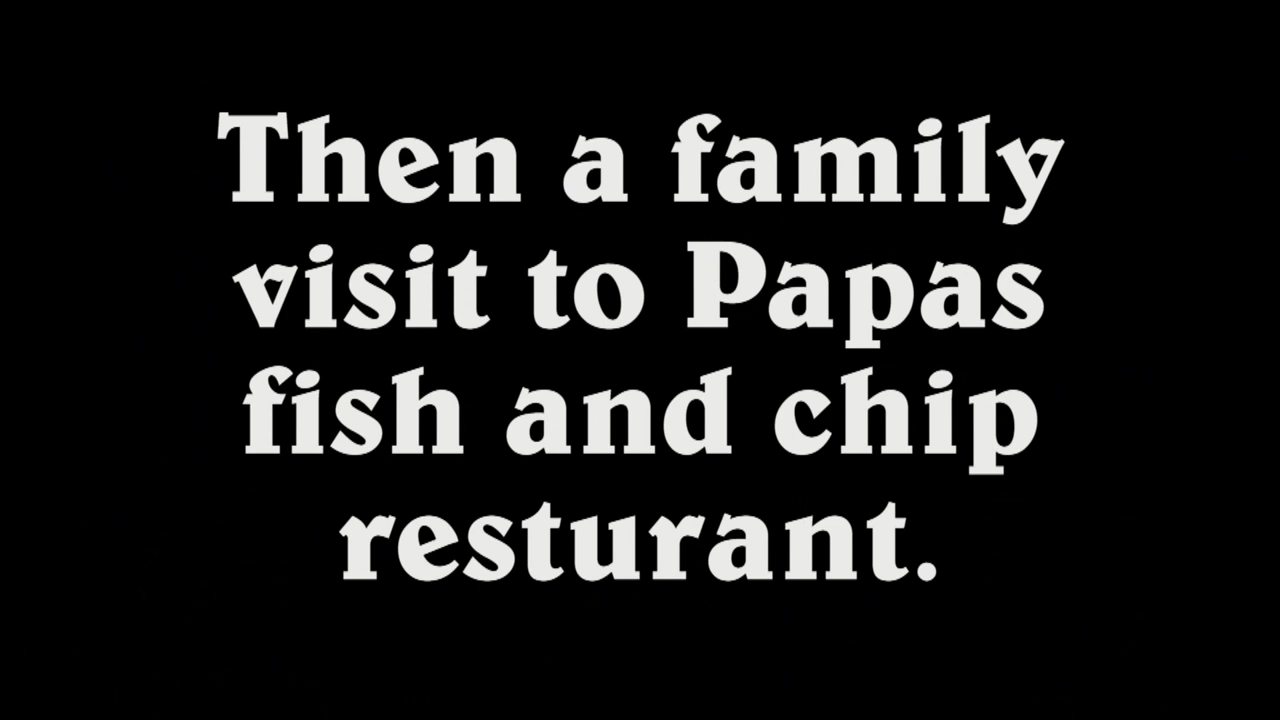 Then a family
visit to Papas
fish and chip
resturant.